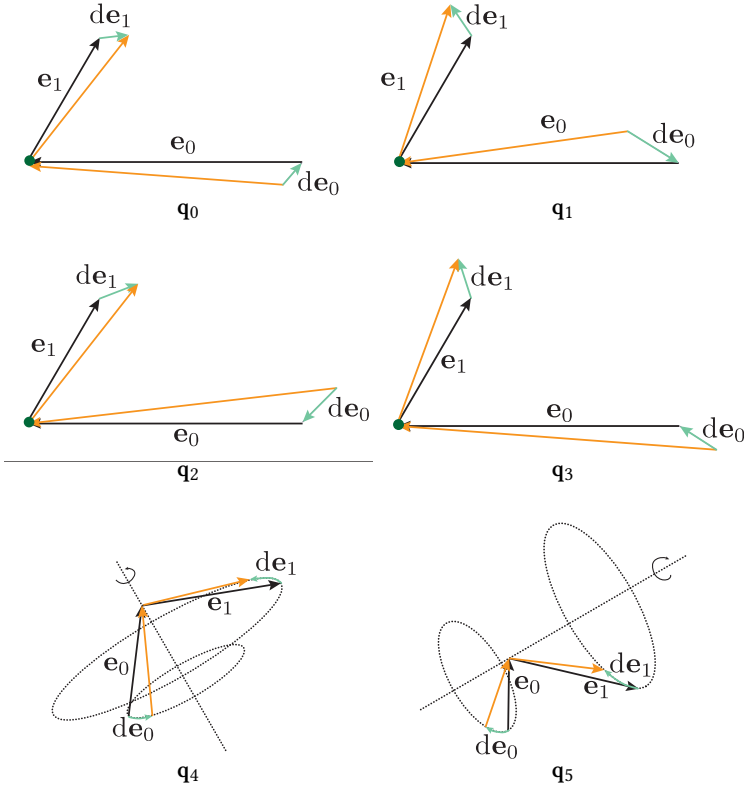 de₁
e₁
e₀
de₀
q₀
de₁
e₁
e₀
de₀
q₁
de₁
e₁
de₀
e₀
q₂
de₁
e₁
e₀
de₀
q₃
de₁
e₁
e₀
de₀
q₄
de₁
e₀
e₁
de₀
q₅